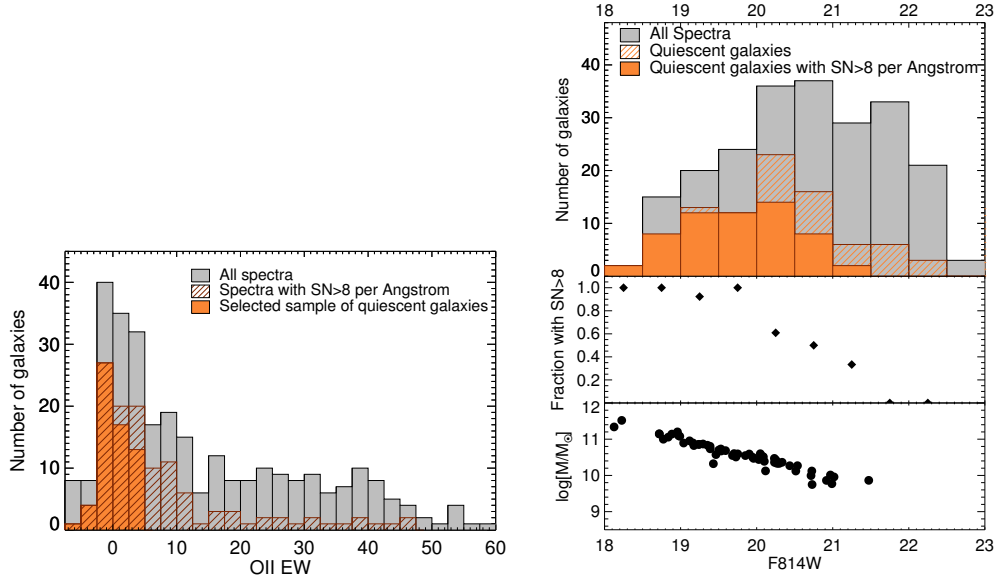 40
30
20
10
0
Number of galaxies
All spectra
Spectra with SN>8 per Angstrom
Selected sample of quiescent galaxies
0 10 20 30 40 50 60
OII EW
18 19 20 21 22 23
40
30
20
10
0
Number of galaxies
All Spectra
Quiescent galaxies
Quiescent galaxies with SN>8 per Angstrom
1.0
0.8
0.6
0.4
0.2
Fraction with SN>8
12
11
10
9
log[M/M☉]
18 19 20 21 22 23
F814W